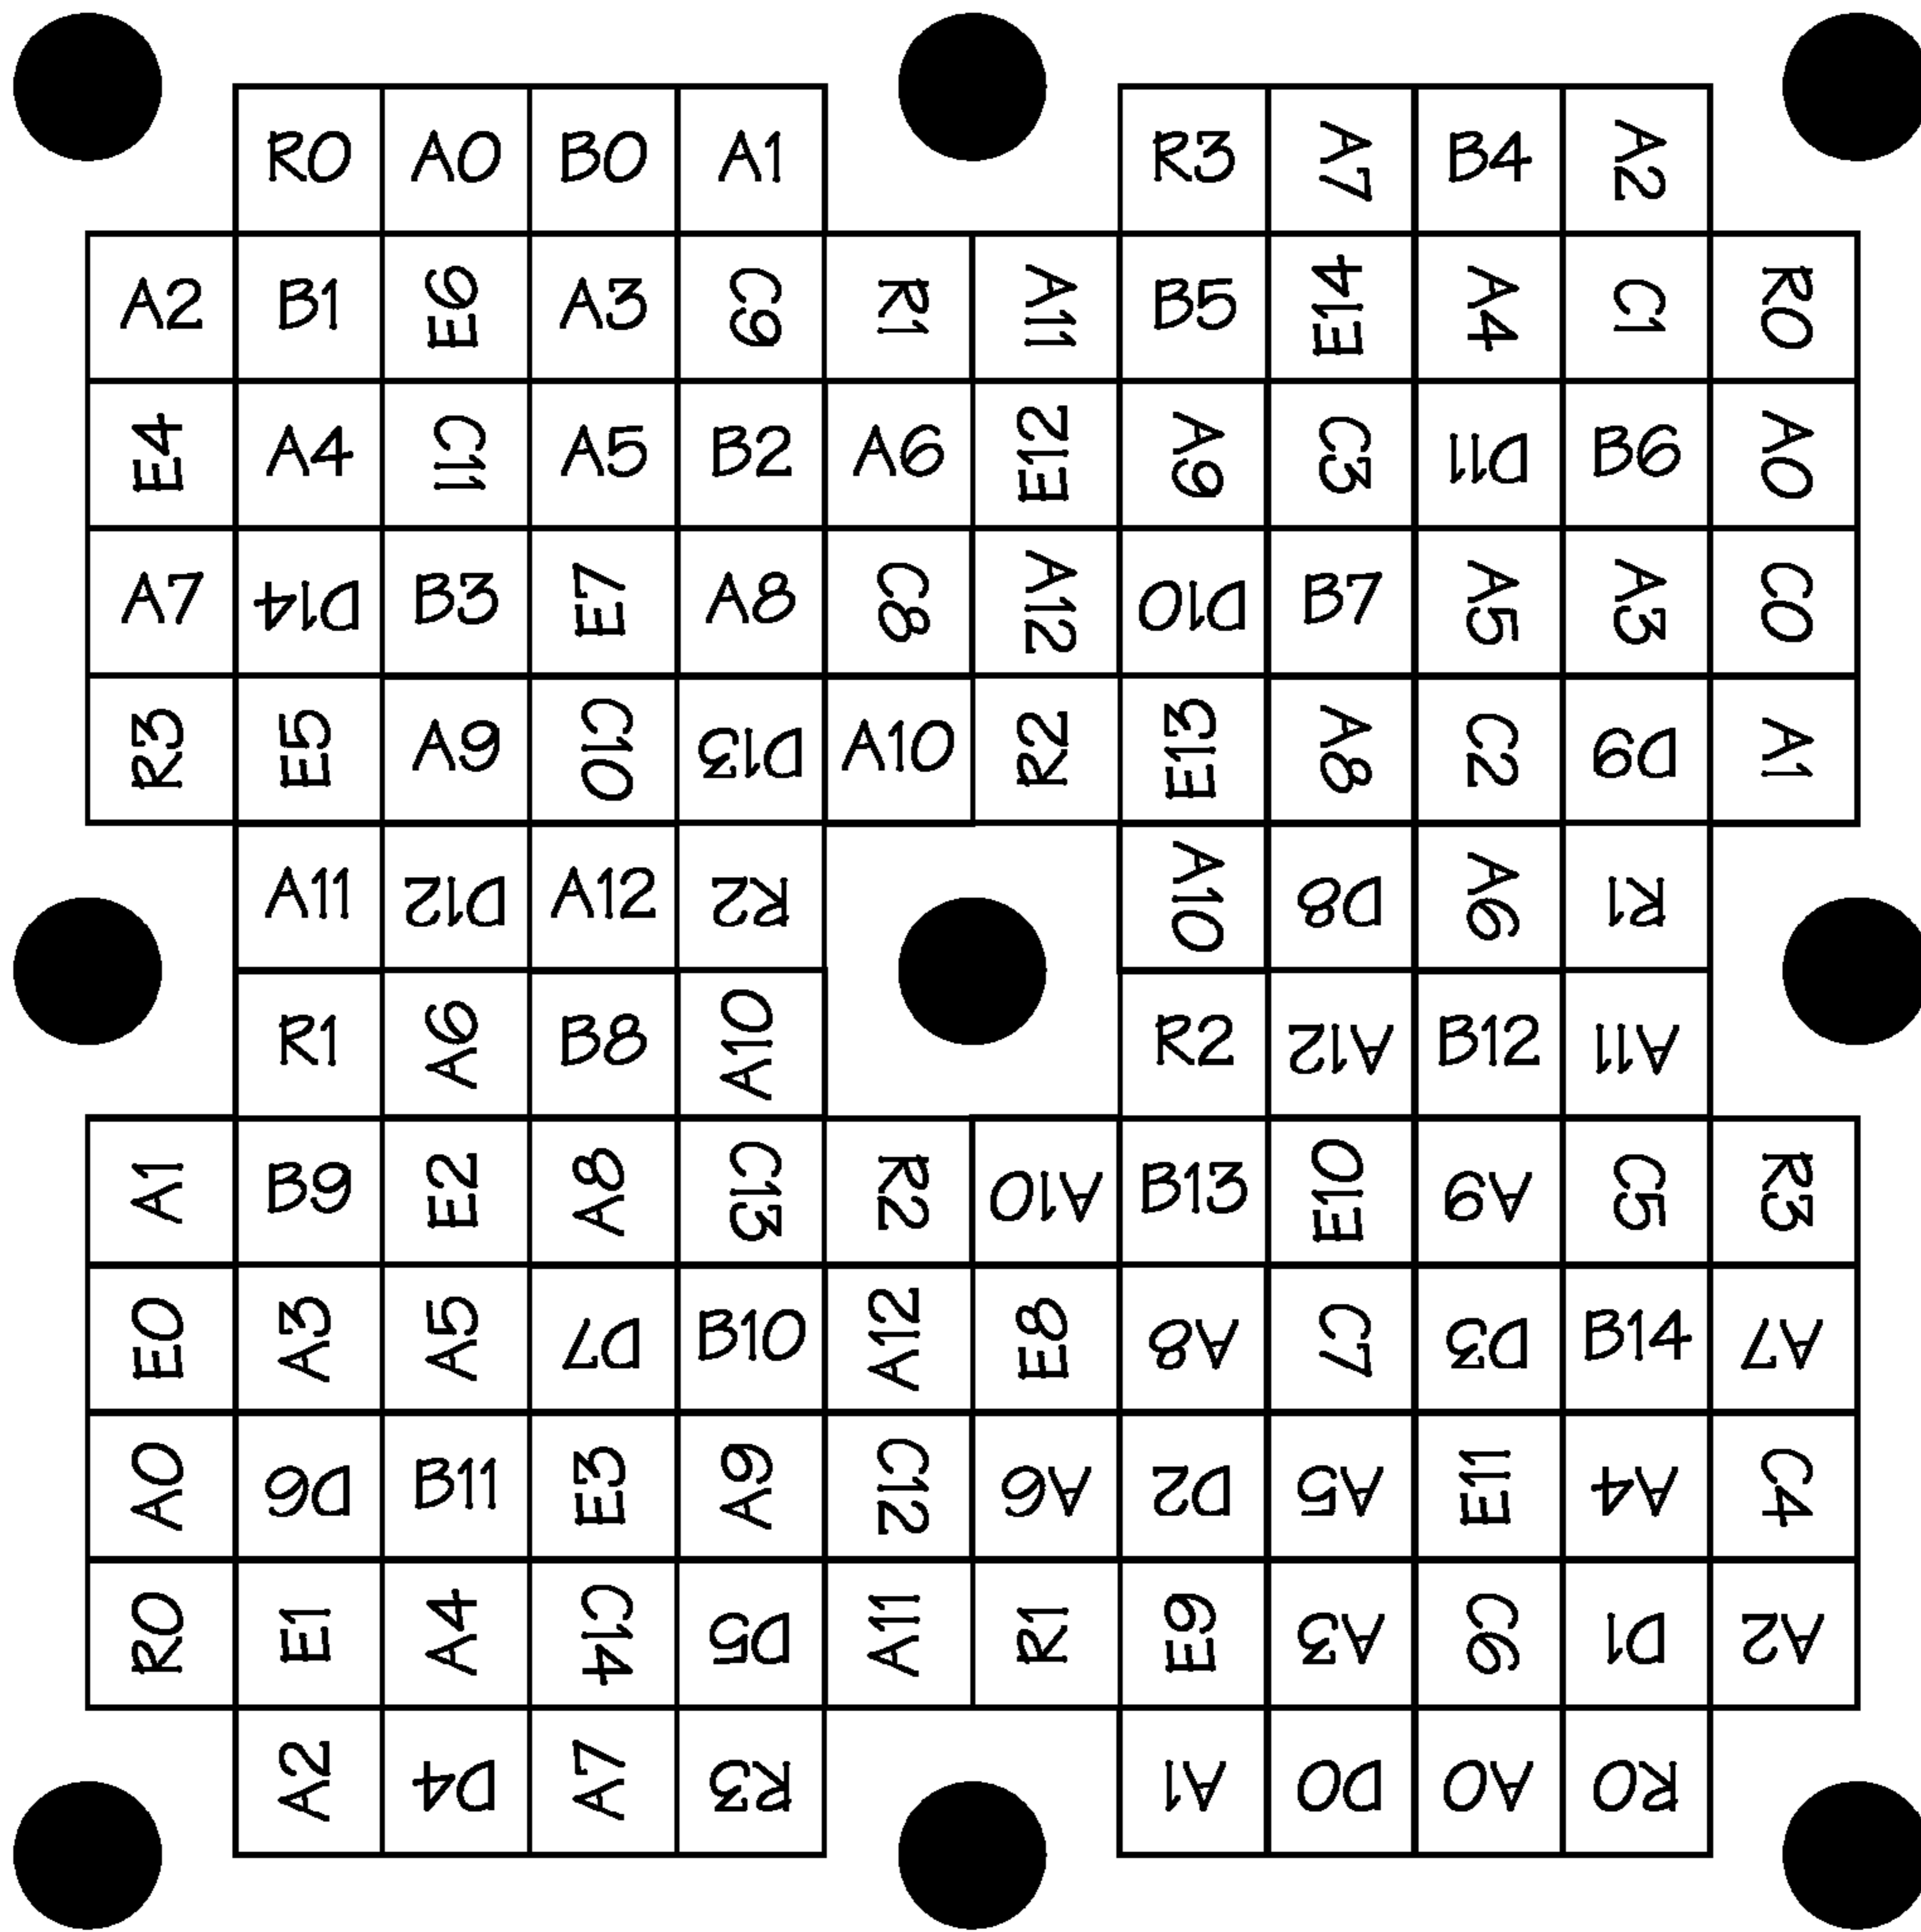 R0 A0 B0 A1 R3 A7 B4 A2
A2 B1 E6 A3 C9 R1 A11 B5 E14 A4 C1 R0
E4 A4 C11 A5 B2 A6 E12 A9 C3 D11 B6 A0
A7 D14 B3 E7 A8 C8 A12 D10 B7 A5 A3 C0
R3 E5 A9 C10 D13 A10 R2 E13 A8 C2 D9 A1
A11 D12 A12 R2 A10 D8 A6 R1
R1 A6 B8 A10 R2 A12 B12 A11
A1 B9 E2 A8 C13 R2 A10 B13 E10 A9 C5 R3
E0 A3 A5 D7 B10 A12 E8 A8 C7 D3 B14 A7
A0 D6 B11 E3 A9 C12 A6 D2 A5 E11 A4 C4
R0 E1 A4 C14 D5 A11 R1 E9 A3 C6 D1 A2
A2 D4 A7 R3 A1 D0 A0 R0